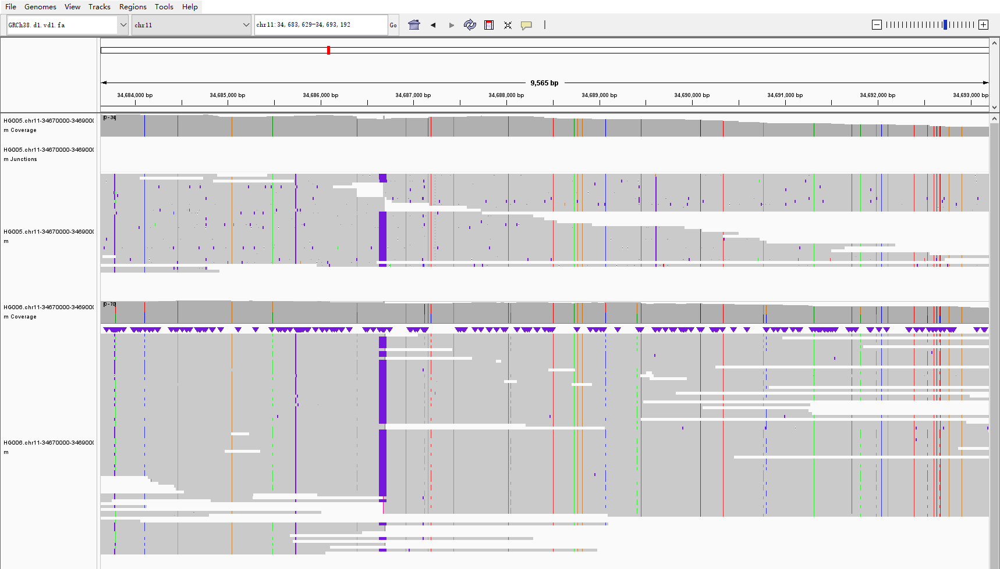 File Genomes View Tracks Regions Tools Help
GRCh38.d1.vd1.fa chr11 chr11:34,683,629-34,693,192 Go
9,565 bp
34,684,000 bp 34,685,000 bp 34,686,000 bp 34,687,000 bp 34,688,000 bp 34,689,000 bp 34,690,000 bp 34,691,000 bp 34,692,000 bp 34,693,000 bp
HG005.chr11-34670000-3469000
m Coverage
HG005.chr11-34670000-3469000
m Junctions
HG005.chr11-34670000-3469000
m
HG006.chr11-34670000-3469000
m Coverage
HG006.chr11-34670000-3469000
m